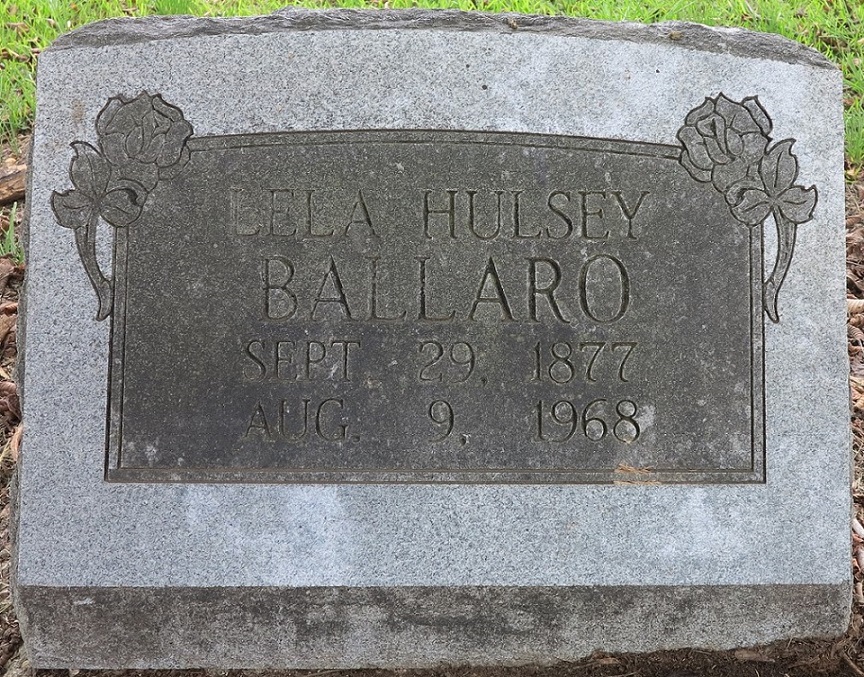 LELA HULSEY
BALLARO
SEPT. 29, 1877
AUG. 9, 1968